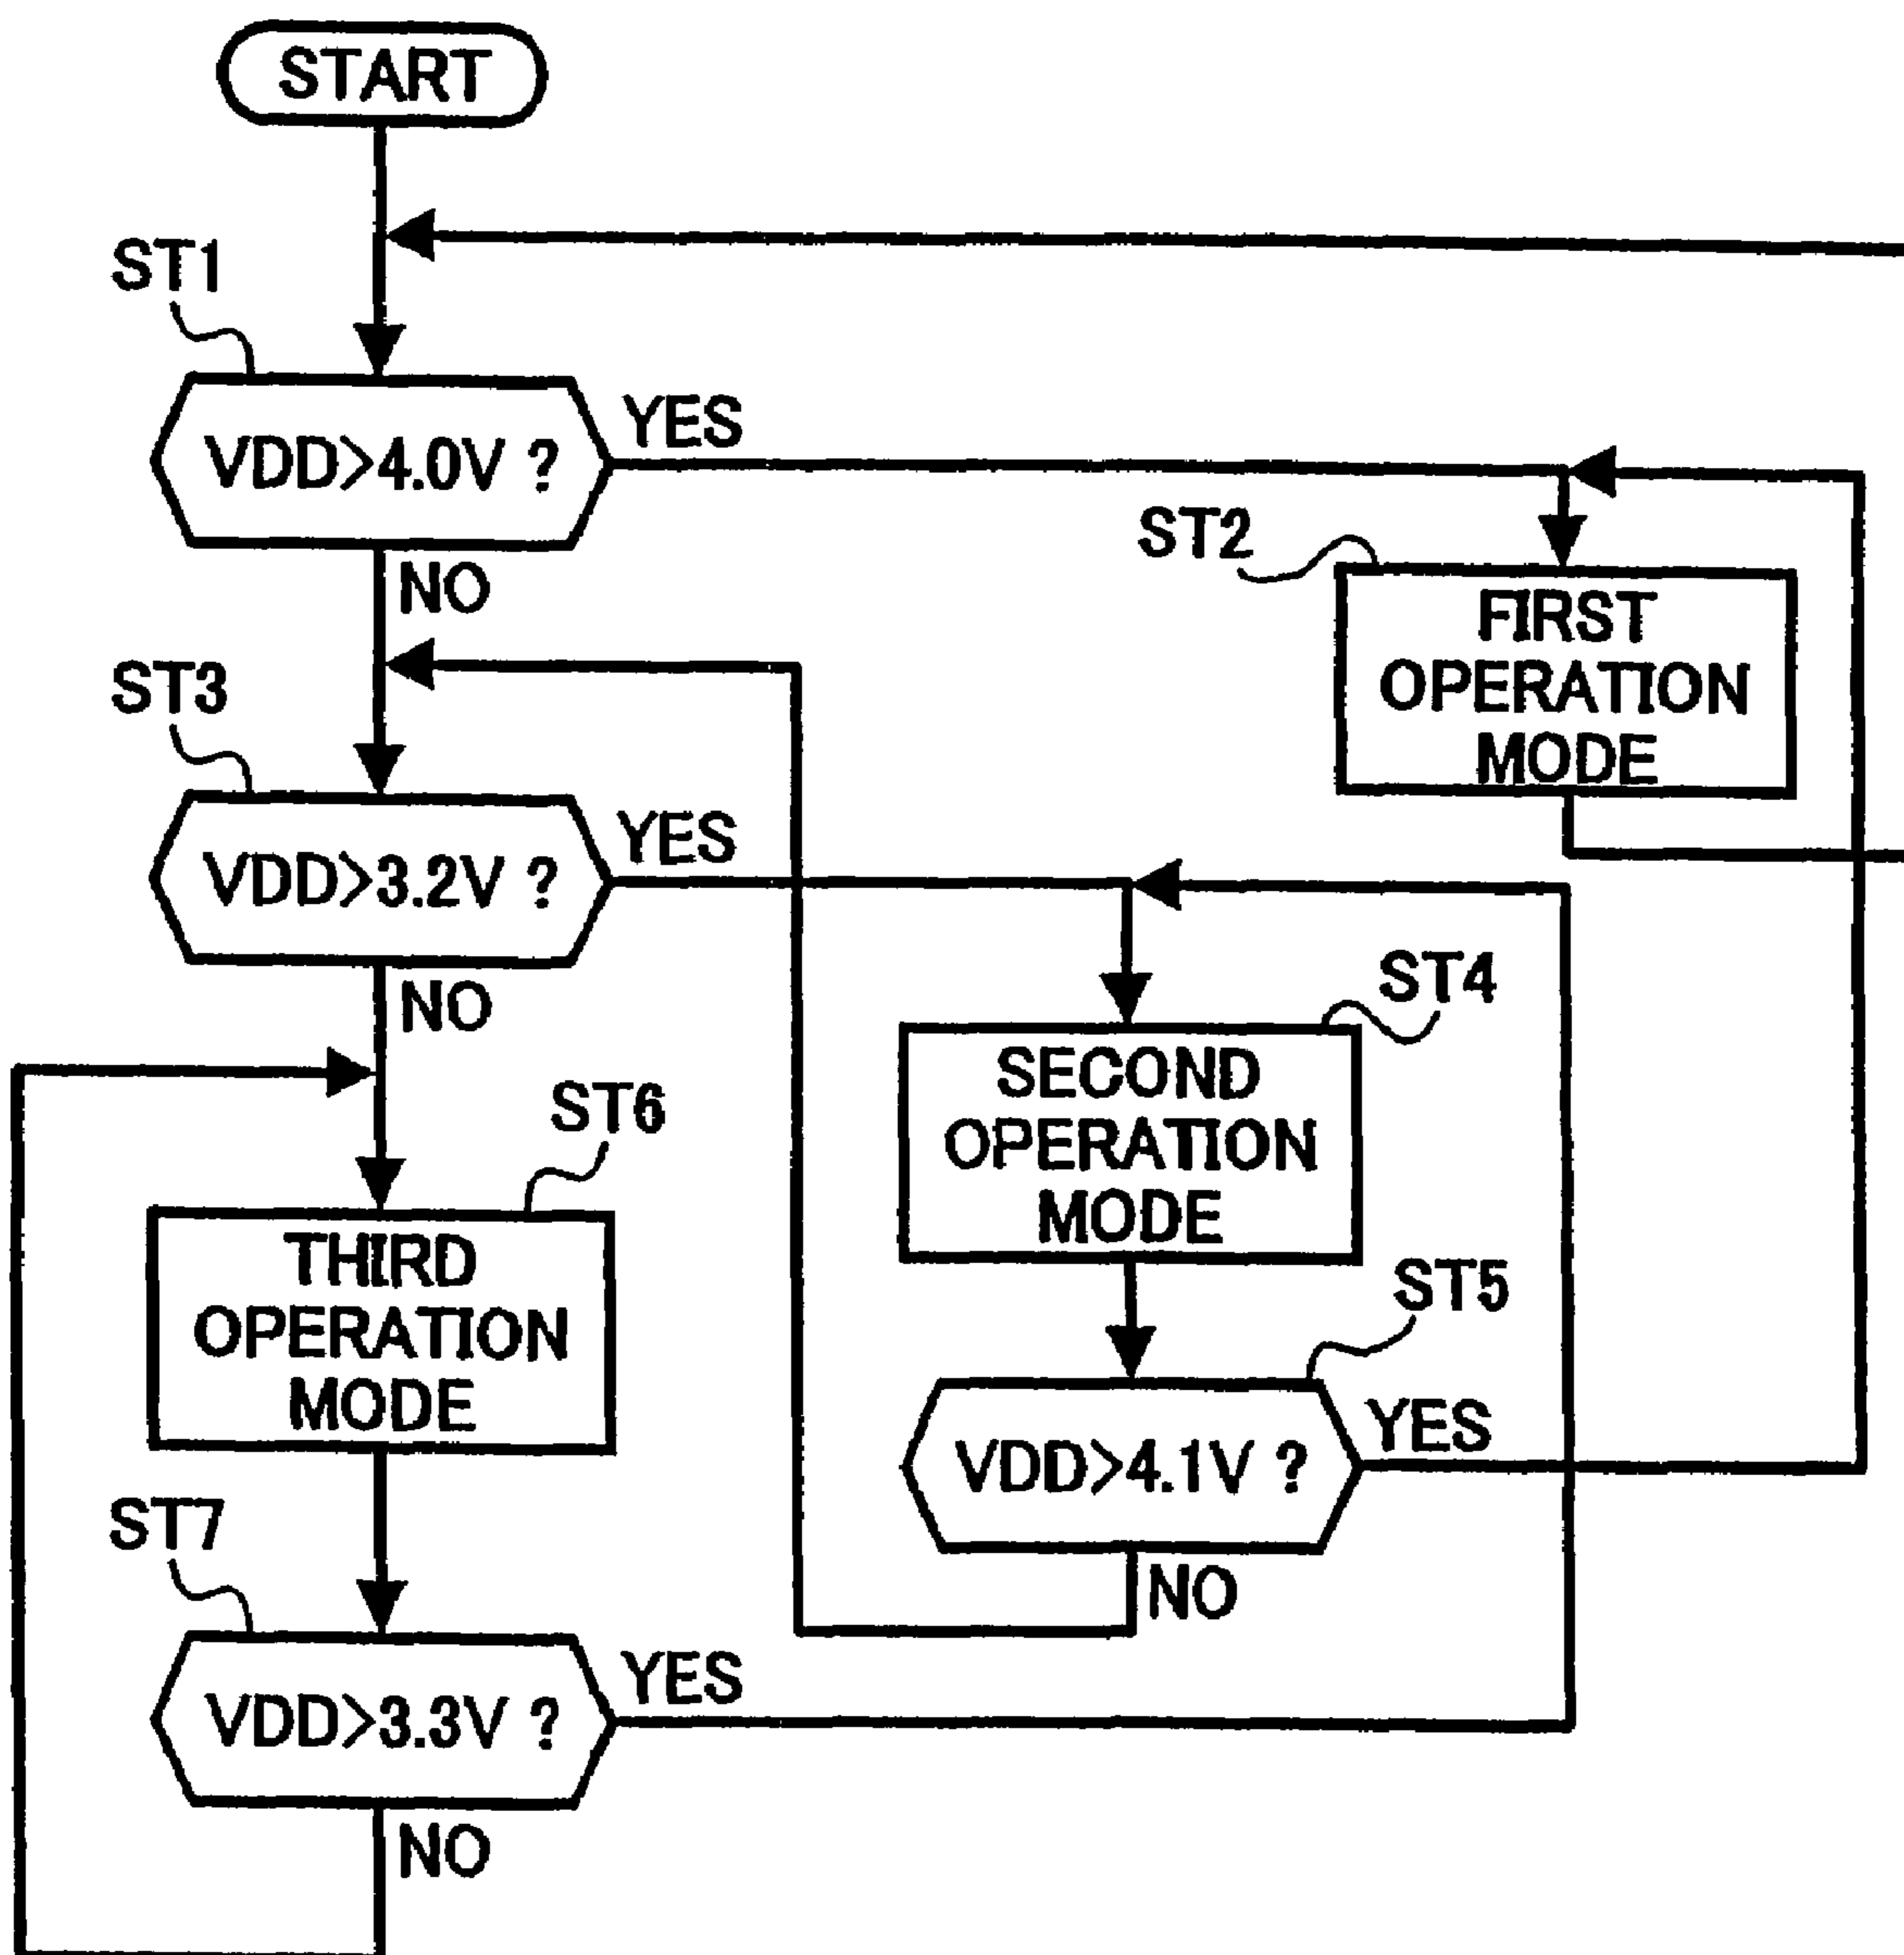 START
ST1
VDD>4.0V ?
YES
NO
ST2
FIRST
OPERATION
MODE
ST3
VDD>3.2V ?
YES
NO
ST4
SECOND
OPERATION
MODE
ST6
THIRD
OPERATION
MODE
ST5
VDD>4.1V ?
YES
NO
ST7
VDD>3.3V ?
YES
NO